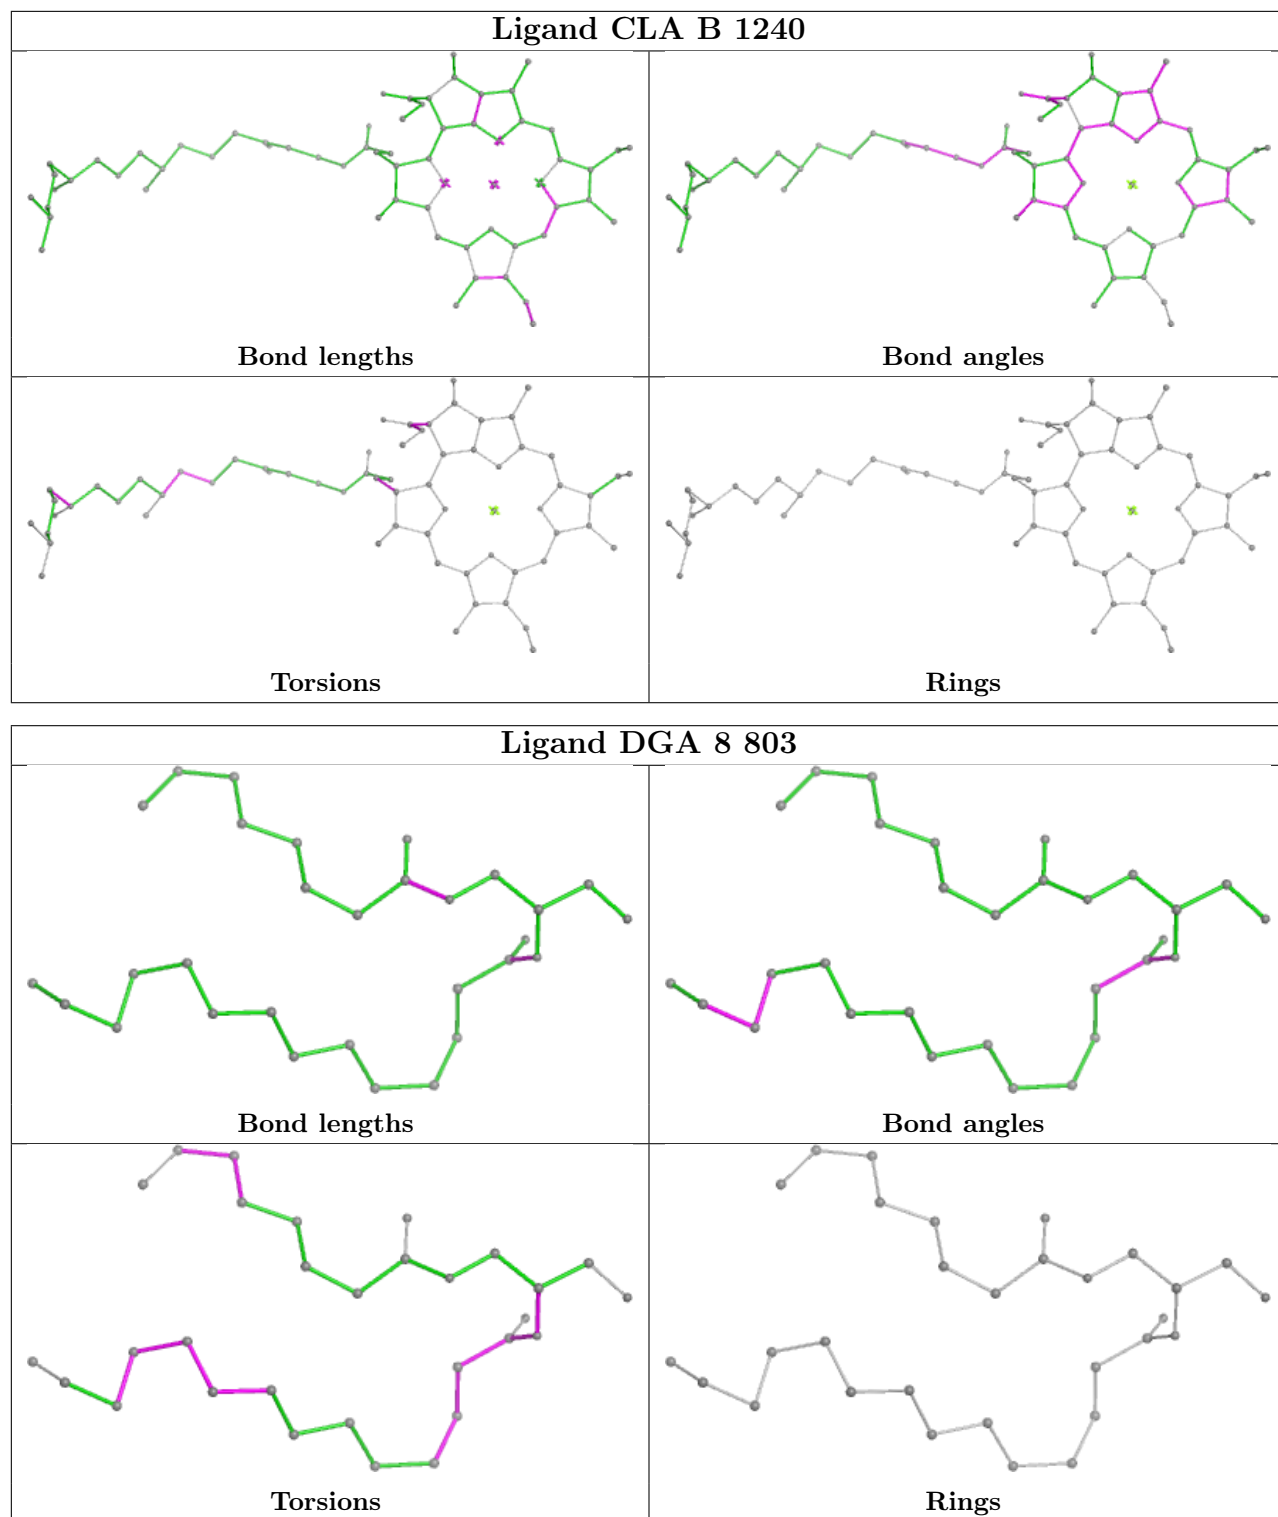 Ligand CLA B 1240
Bond lengths
Bond angles
Torsions
Rings
Ligand DGA 8 803
Bond lengths
Bond angles
Torsions
Rings